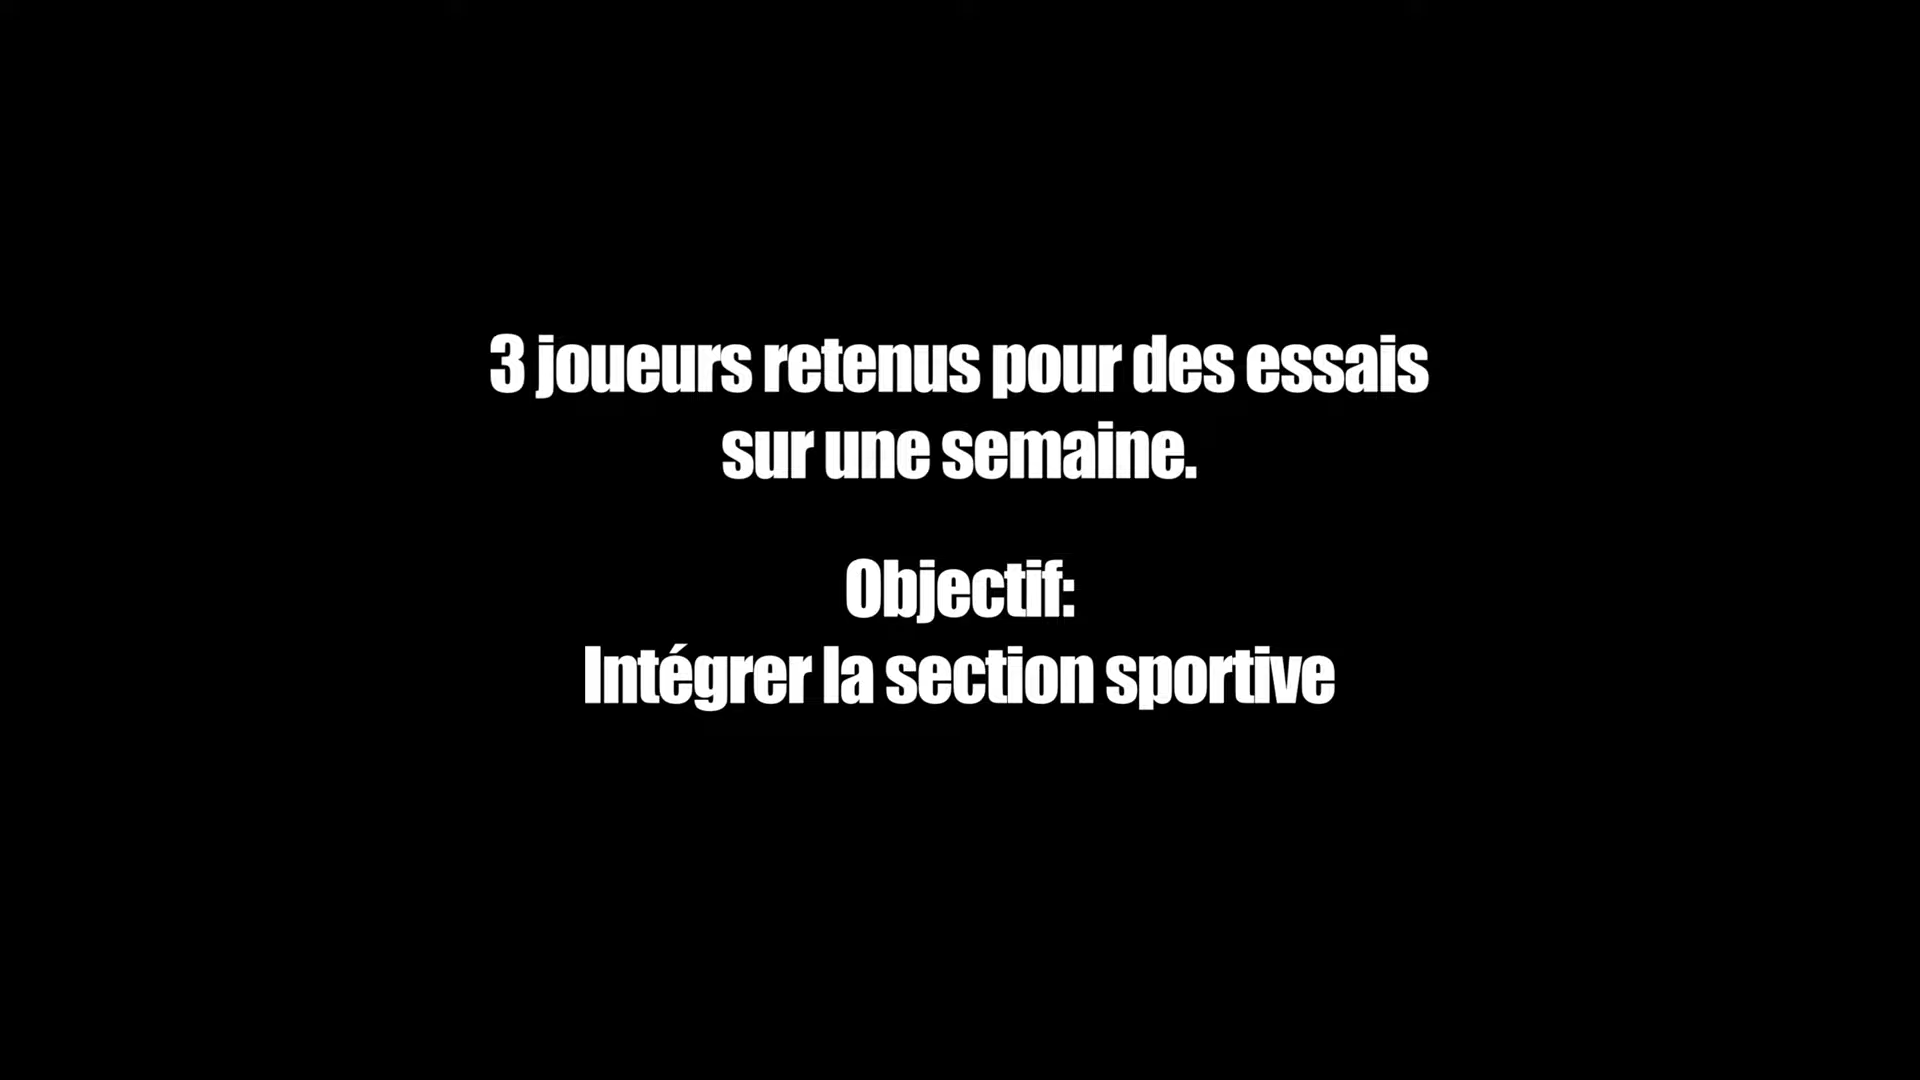 3 joueurs retenus pour des essais
sur une semaine.
Objectif:
Intégrer la section sportive